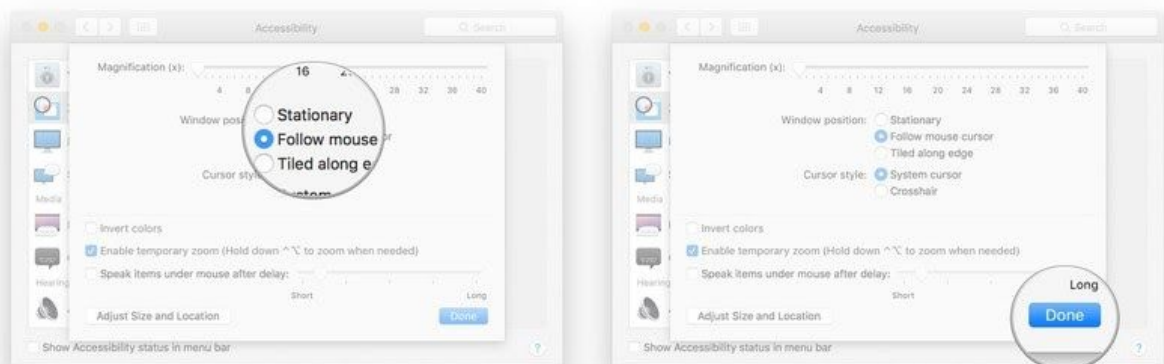 Accessibility
Search
Magnification (x):
16
4 8 28 32 36 40
Stationary
Window pos
Follow mouse
Tiled along e
Cursor styl
Media
Invert colors
Enable temporary zoom (Hold down ^⌥ to zoom when needed)
Speak items under mouse after delay:
Hearing
Short Long
Adjust Size and Location
Done
Show Accessibility status in menu bar
?
Accessibility
Search
Magnification (x):
4 8 12 16 20 24 28 32 36 40
Window position: Stationary
Follow mouse cursor
Tiled along edge
Cursor style: System cursor
Crosshair
Media
Invert colors
Enable temporary zoom (Hold down ^⌥ to zoom when needed)
Speak items under mouse after delay:
Hearing
Short Long
Adjust Size and Location
Done
Show Accessibility status in menu bar
?